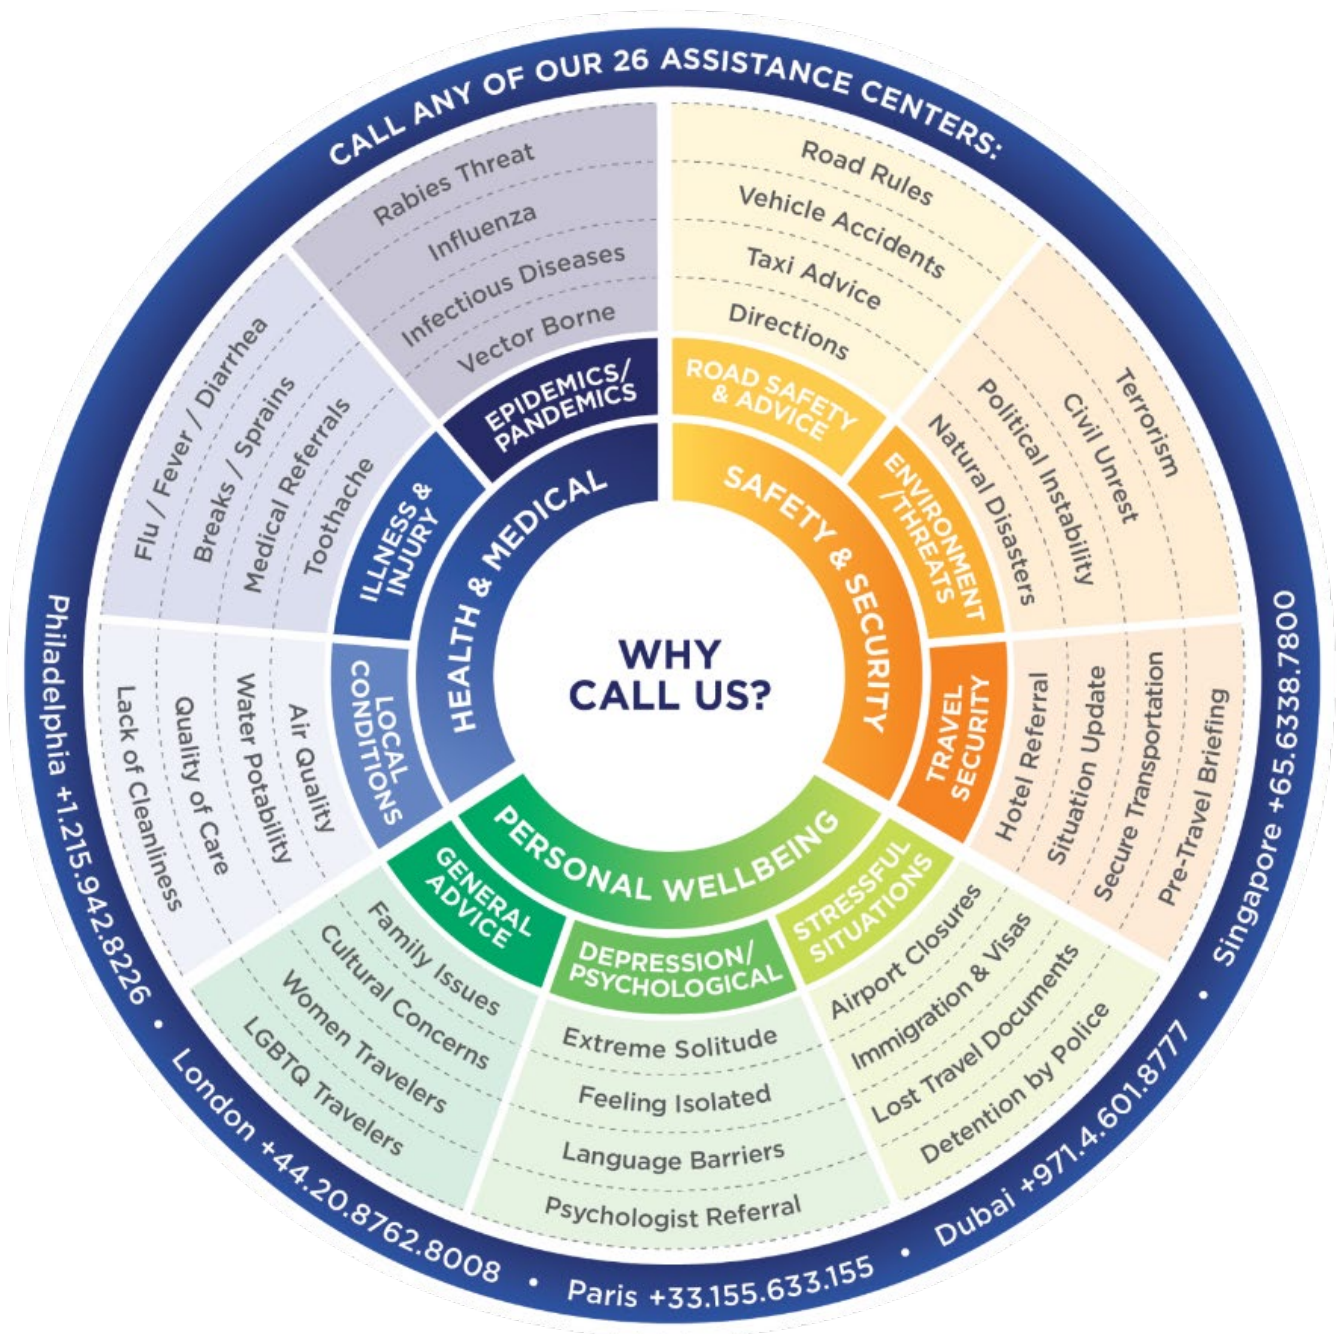 CALL ANY OF OUR 26 ASSISTANCE CENTERS:
WHY
CALL US?
HEALTH & MEDICAL
EPIDEMICS/
PANDEMICS
Rabies Threat
Influenza
Infectious Diseases
Vector Borne
ILLNESS &
INJURY
Flu / Fever / Diarrhea
Breaks / Sprains
Medical Referrals
Toothache
LOCAL
CONDITIONS
Air Quality
Water Potability
Quality of Care
Lack of Cleanliness
SAFETY & SECURITY
ROAD SAFETY
& ADVICE
Road Rules
Vehicle Accidents
Taxi Advice
Directions
ENVIRONMENT
/THREATS
Terrorism
Civil Unrest
Political Instability
Natural Disasters
TRAVEL
SECURITY
Hotel Referral
Situation Update
Secure Transportation
Pre-Travel Briefing
PERSONAL WELLBEING
GENERAL
ADVICE
Family Issues
Cultural Concerns
Women Travelers
LGBTQ Travelers
DEPRESSION/
PSYCHOLOGICAL
Extreme Solitude
Feeling Isolated
Language Barriers
Psychologist Referral
STRESSFUL
SITUATIONS
Airport Closures
Immigration & Visas
Lost Travel Documents
Detention by Police
Philadelphia +1.215.942.8226 • London +44.20.8762.8008 • Paris +33.155.633.155 • Dubai +971.4.601.8777 • Singapore +65.6338.7800